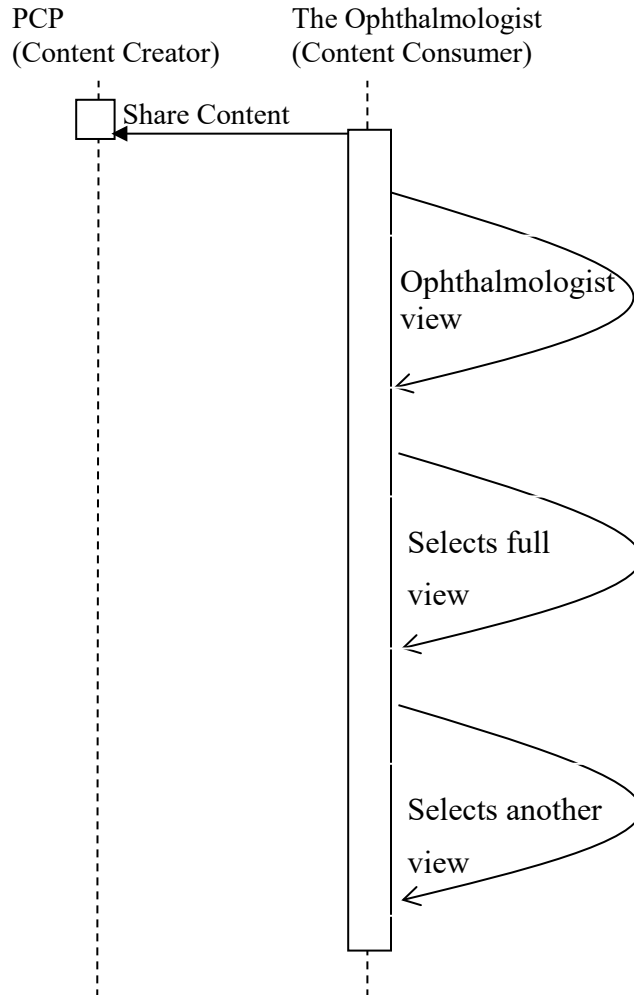 PCP
(Content Creator)
The Ophthalmologist
(Content Consumer)
Share Content
Ophthalmologist
view
Selects full
view
Selects another
view